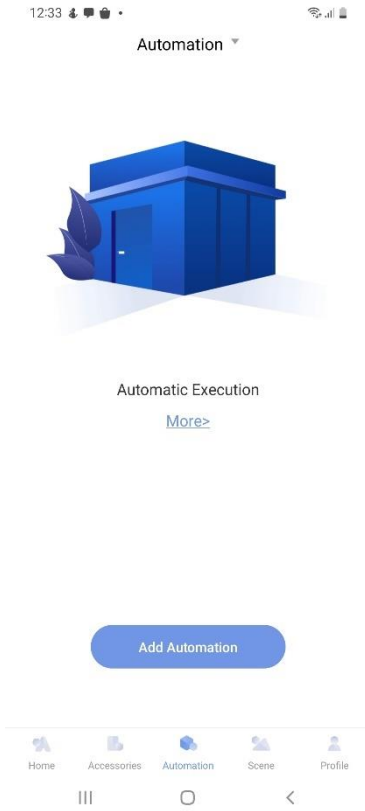 12:33
Automation
Automatic Execution
More>
Add Automation
Home Accessories Automation Scene Profile